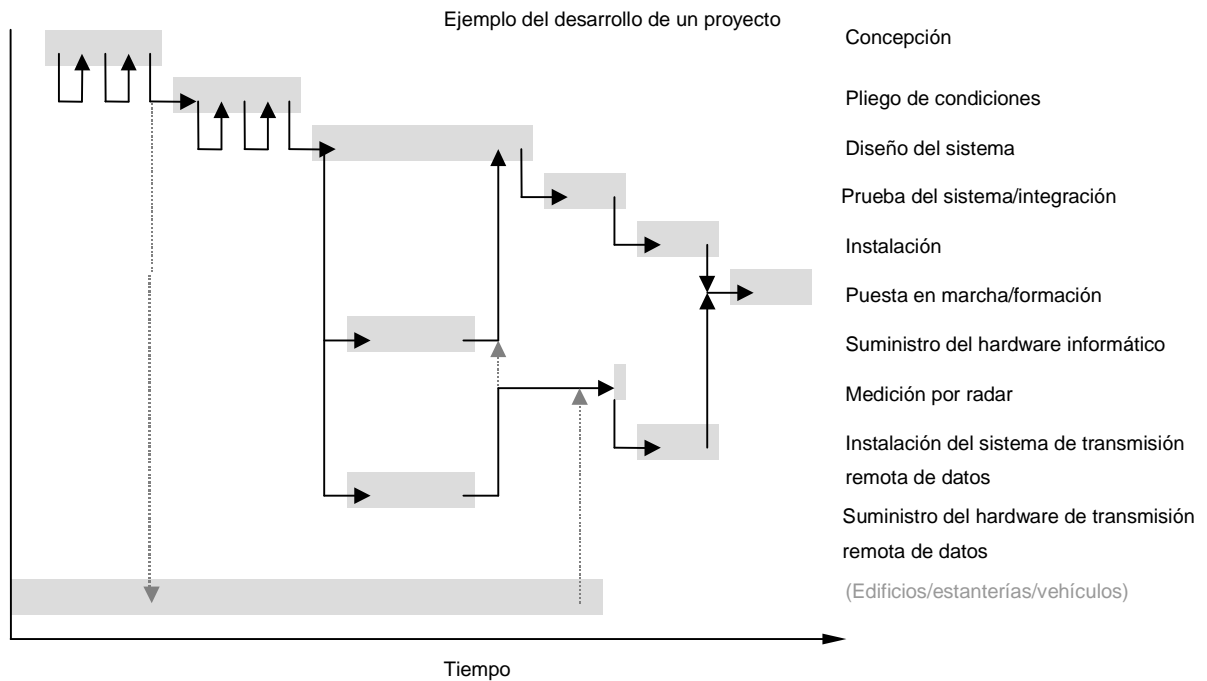 Ejemplo del desarrollo de un proyecto
Concepción
Pliego de condiciones
Diseño del sistema
Prueba del sistema/integración
Instalación
Puesta en marcha/formación
Suministro del hardware informático
Medición por radar
Instalación del sistema de transmisión
remota de datos
Suministro del hardware de transmisión
remota de datos
(Edificios/estanterías/vehículos)
Tiempo